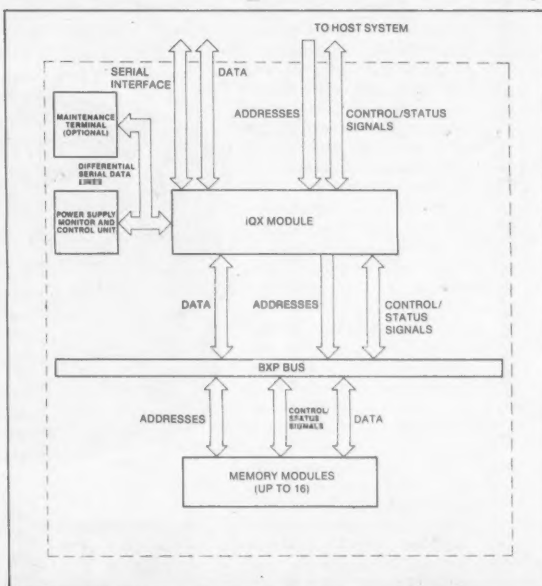 TO HOST SYSTEM
SERIAL
INTERFACE
DATA
ADDRESSES
CONTROL/STATUS
SIGNALS
MAINTENANCE
TERMINAL
(OPTIONAL)
DIFFERENTIAL
SERIAL DATA
LINES
POWER SUPPLY
MONITOR AND
CONTROL UNIT
iQX MODULE
DATA
ADDRESSES
CONTROL/
STATUS
SIGNALS
BXP BUS
ADDRESSES
CONTROL/
STATUS
SIGNALS
DATA
MEMORY MODULES
(UP TO 16)